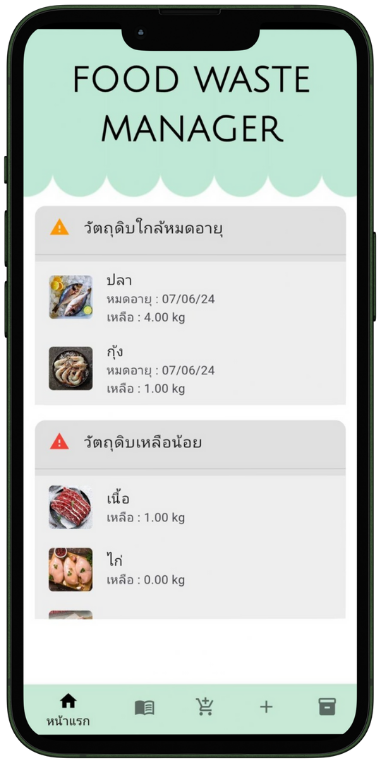 FOOD WASTE
MANAGER
วัตถุดิบใกล้หมดอายุ
ปลา
หมดอายุ : 07/06/24
เหลือ : 4.00 kg
กุ้ง
หมดอายุ : 07/06/24
เหลือ : 1.00 kg
วัตถุดิบเหลือน้อย
เนื้อ
เหลือ : 1.00 kg
ไก่
เหลือ : 0.00 kg
หน้าแรก